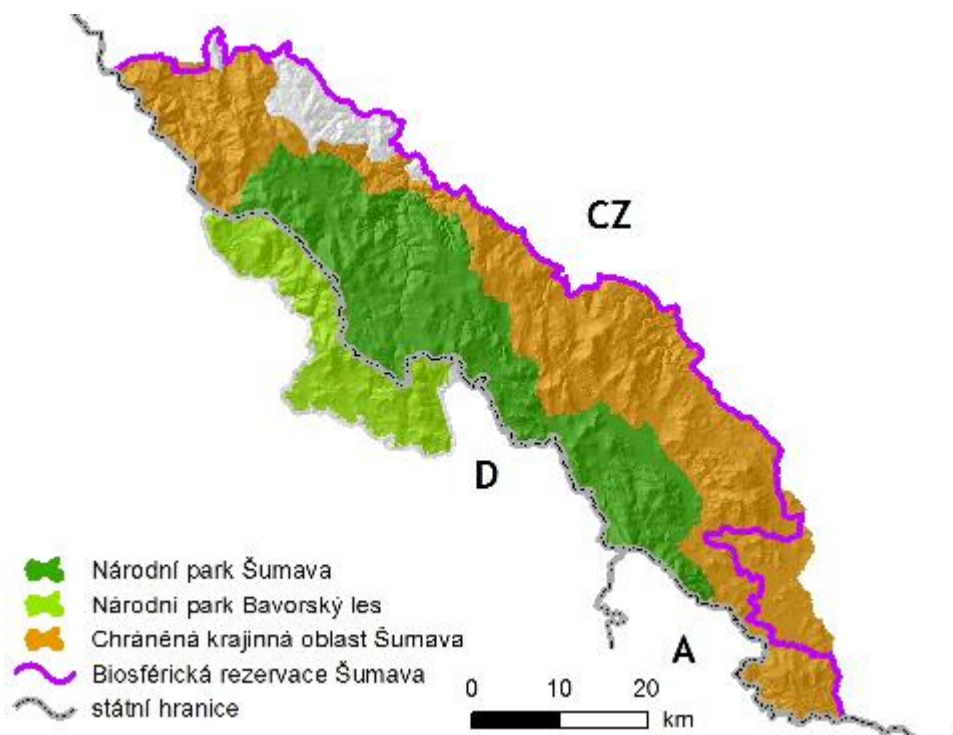 CZ
D
A
Národní park Šumava
Národní park Bavorský les
Chráněná krajinná oblast Šumava
Biosférická rezervace Šumava
státní hranice
0 10 20
km